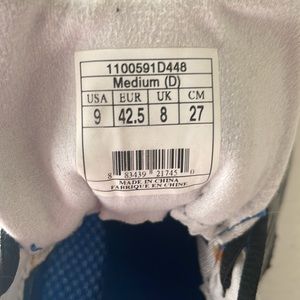 1100591D448
Medium (D)
USA EUR UK CM
9 42.5 8 27
8 83439 21745 0
MADE IN CHINA
FABRIQUE EN CHINE